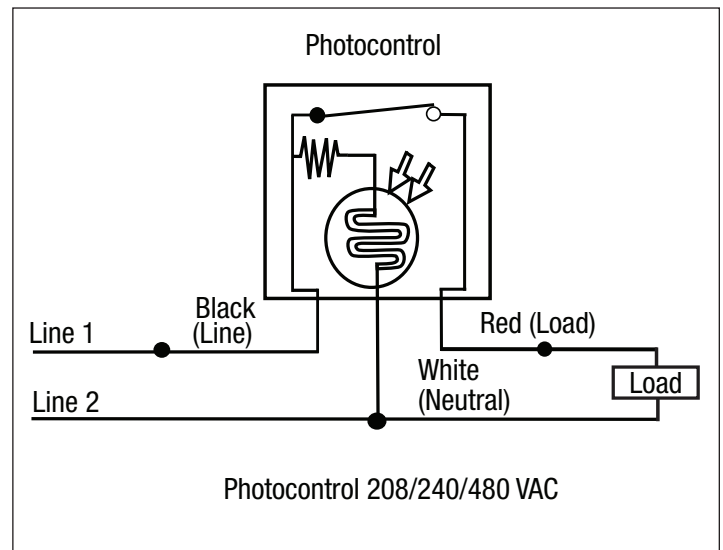 Photocontrol
Black
(Line)
Line 1
Red (Load)
White
(Neutral)
Load
Line 2
Photocontrol 208/240/480 VAC